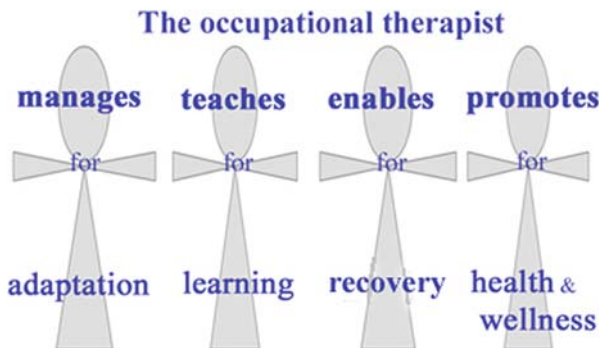 The occupational therapist
manages teaches enables promotes
for for for for
adaptation learning recovery health &
wellness